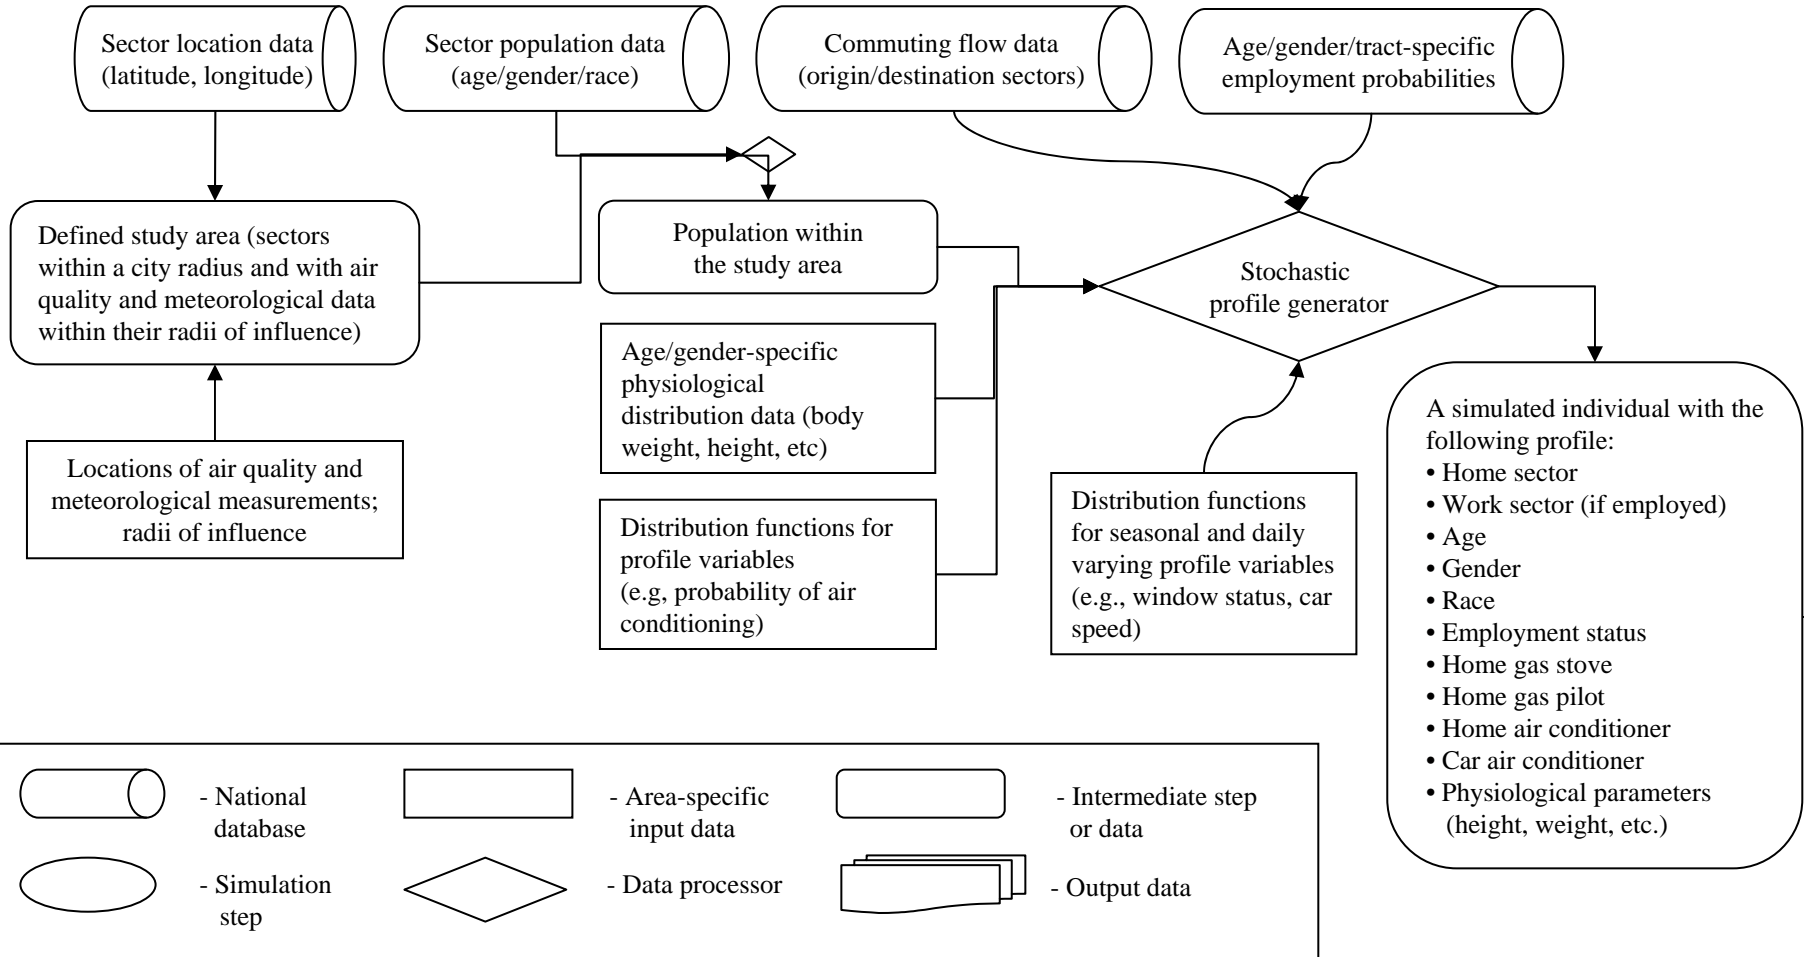 Sector location data
(latitude, longitude)
Sector population data
(age/gender/race)
Commuting flow data
(origin/destination sectors)
Age/gender/tract-specific
employment probabilities
Defined study area (sectors
within a city radius and with air
quality and meteorological data
within their radii of influence)
Population within
the study area
Stochastic
profile generator
Age/gender-specific
physiological
distribution data (body
weight, height, etc)
Locations of air quality and
meteorological measurements;
radii of influence
Distribution functions for
profile variables
(e.g, probability of air
conditioning)
Distribution functions
for seasonal and daily
varying profile variables
(e.g., window status, car
speed)
A simulated individual with the
following profile:
• Home sector
• Work sector (if employed)
• Age
• Gender
• Race
• Employment status
• Home gas stove
• Home gas pilot
• Home air conditioner
• Car air conditioner
• Physiological parameters
(height, weight, etc.)
- National
database
- Area-specific
input data
- Intermediate step
or data
- Simulation
step
- Data processor
- Output data